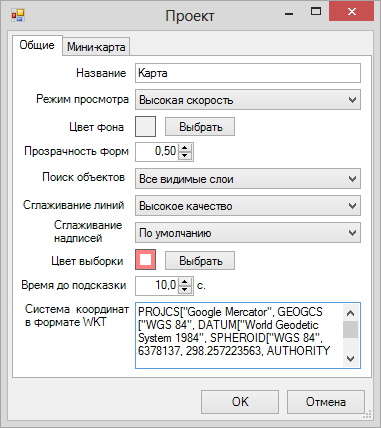 Проект
Общие Мини-карта
Название Карта
Режим просмотра Высокая скорость
Цвет фона Выбрать
Прозрачность форм 0,50
Поиск объектов Все видимые слои
Сглаживание линий Высокое качество
Сглаживание
надписей По умолчанию
Цвет выборки Выбрать
Время до подсказки 10,0 с.
Система координат
в формате WKT
PROJCS["Google Mercator", GEOGCS
["WGS 84", DATUM["World Geodetic
System 1984", SPHEROID["WGS 84",
6378137, 298.257223563, AUTHORITY
OK Отмена